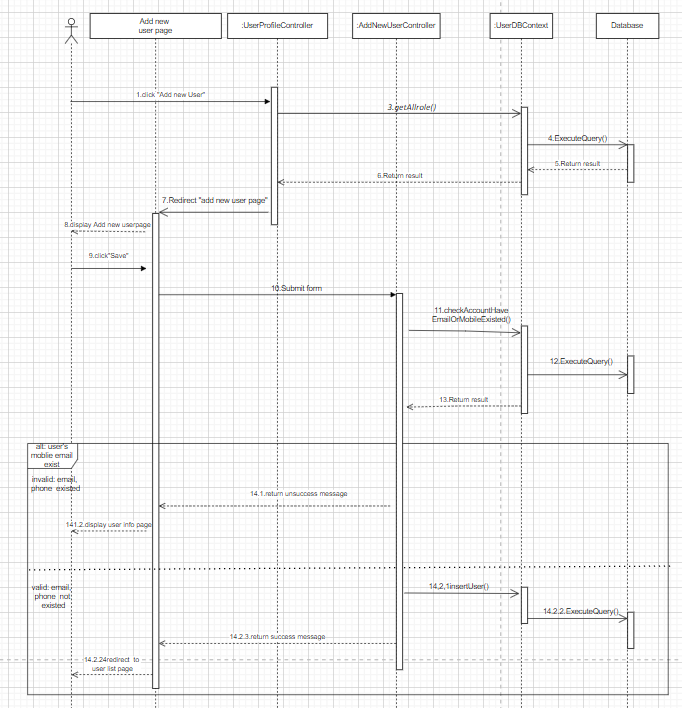 Add new
user page
:UserProfileController
:AddNewUserController
:UserDBContext
Database
1.click "Add new User"
3.getAllrole()
4.ExecuteQuery()
5.Return result
6.Return result
7.Redirect "add new user page"
8.display Add new userpage
9.click"Save"
10.Submit form
11.checkAccountHave
EmailOrMobileExisted()
12.ExecuteQuery()
13.Return result
alt: user's
moblie email
exist
invalid: email,
phone existed
14.1.return unsuccess message
141.2.display user info page
valid: email,
phone not
existed
14,2,1insertUser()
14.2.2.ExecuteQuery()
14.2.3.return success message
14.2.24redirect to
user list page